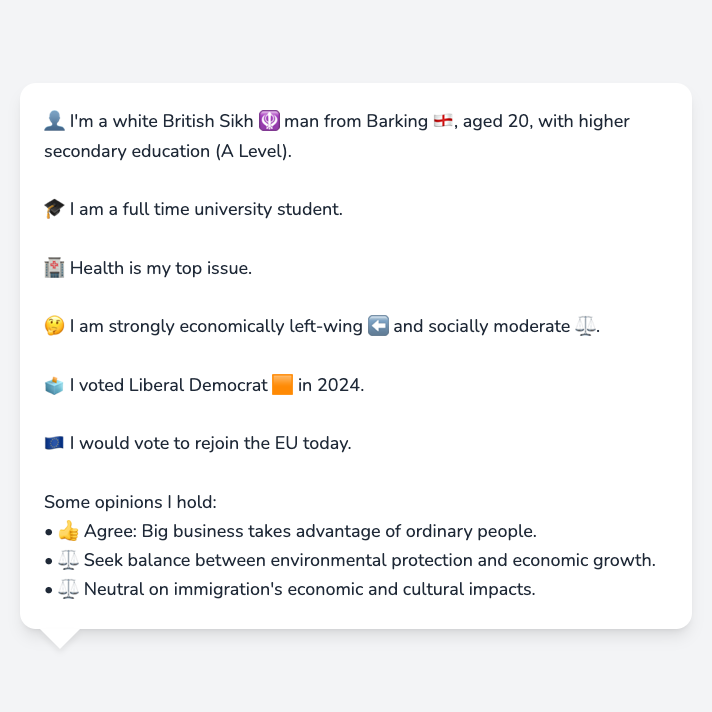 👤 I'm a white British Sikh 🪯 man from Barking 🏴󠁧󠁢󠁥󠁮󠁧󠁿, aged 20, with higher
secondary education (A Level).
🎓 I am a full time university student.
🏥 Health is my top issue.
🤔 I am strongly economically left-wing ⬅️ and socially moderate ⚖️.
🗳️ I voted Liberal Democrat 🟧 in 2024.
🇪🇺 I would vote to rejoin the EU today.
Some opinions I hold:
• 👍 Agree: Big business takes advantage of ordinary people.
• ⚖️ Seek balance between environmental protection and economic growth.
• ⚖️ Neutral on immigration's economic and cultural impacts.